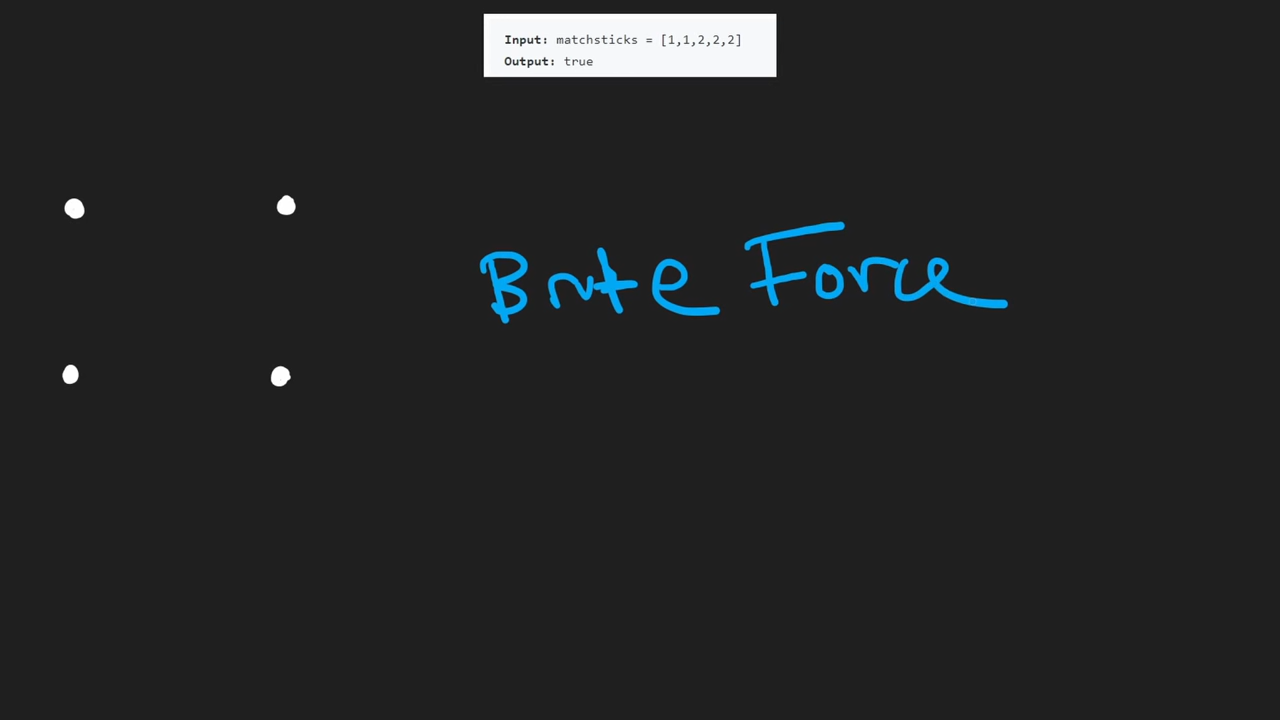 Input: matchsticks = [1,1,2,2,2]
Output: true
Brute Force